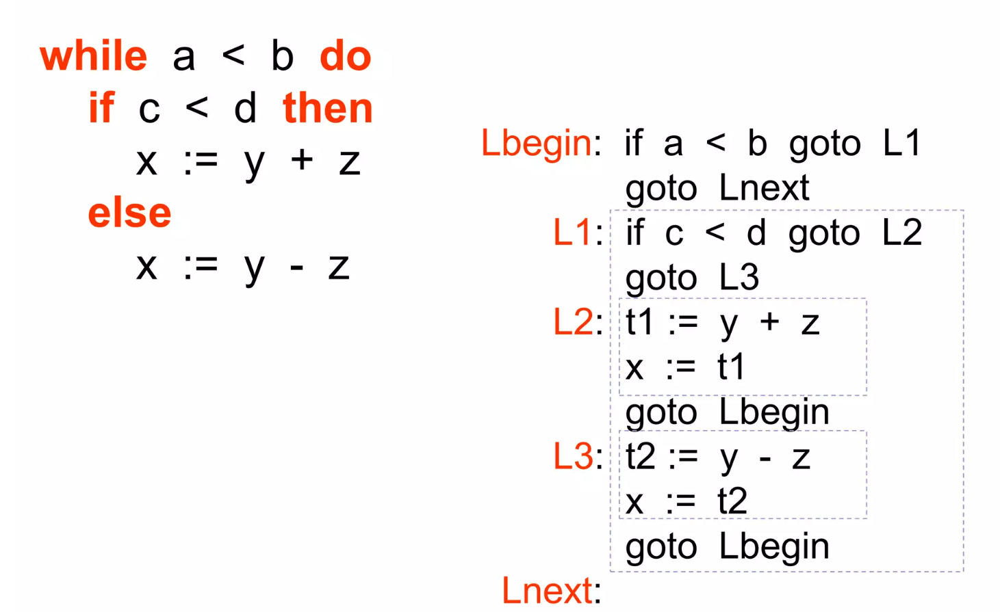 while a < b do
if c < d then
x := y + z
else
x := y - z
Lbegin: if a < b goto L1
goto Lnext
L1: if c < d goto L2
goto L3
L2: t1 := y + z
x := t1
goto Lbegin
L3: t2 := y - z
x := t2
goto Lbegin
Lnext: